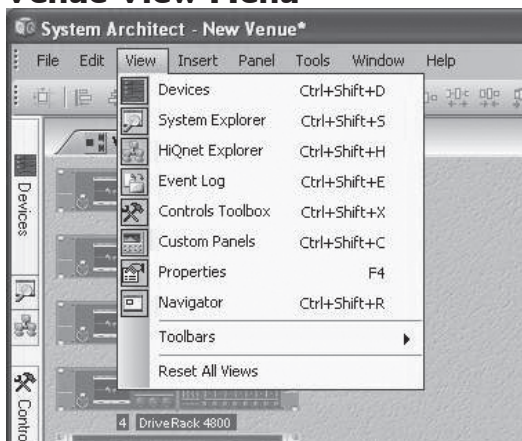 Venue View Menu
System Architect - New Venue*
File Edit View Insert Panel Tools Window Help
Devices Ctrl+Shift+D
System Explorer Ctrl+Shift+S
HiQnet Explorer Ctrl+Shift+H
Event Log Ctrl+Shift+E
Controls Toolbox Ctrl+Shift+X
Custom Panels Ctrl+Shift+C
Properties F4
Navigator Ctrl+Shift+R
Toolbars
Reset All Views
Devices
Contro
4 DriveRack 4800